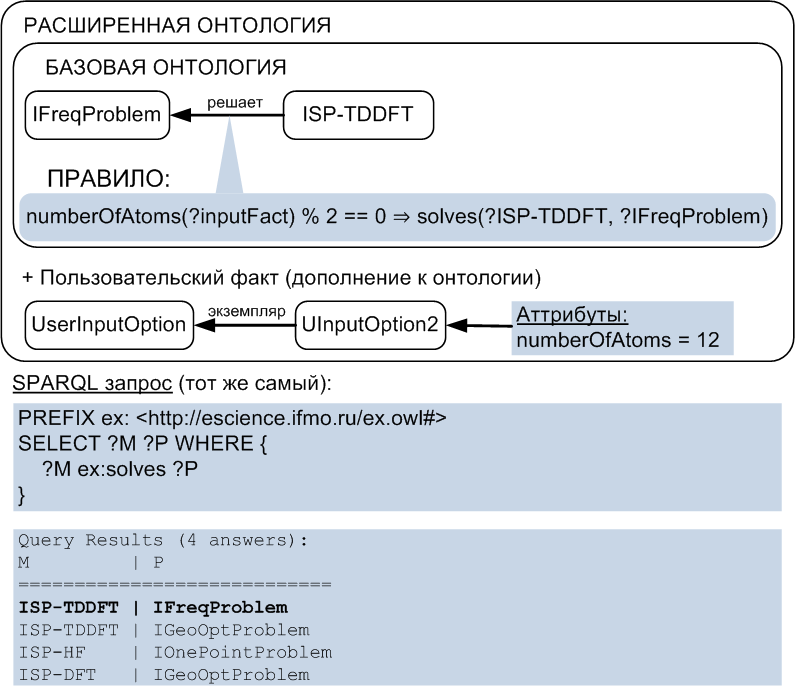 РАСШИРЕННАЯ ОНТОЛОГИЯ
БАЗОВАЯ ОНТОЛОГИЯ
IFreqProblem
решает
ISP-TDDFT
ПРАВИЛО:
numberOfAtoms(?inputFact) % 2 == 0 ⇒ solves(?ISP-TDDFT, ?IFreqProblem)
+ Пользовательский факт (дополнение к онтологии)
UserInputOption
экземпляр
UInputOption2
Аттрибуты:
numberOfAtoms = 12
SPARQL запрос (тот же самый):
PREFIX ex: <http://escience.ifmo.ru/ex.owl#>
SELECT ?M ?P WHERE {
?M ex:solves ?P
}
Query Results (4 answers):
M | P
============================
ISP-TDDFT | IFreqProblem
ISP-TDDFT | IGeoOptProblem
ISP-HF | IOnePointProblem
ISP-DFT | IGeoOptProblem